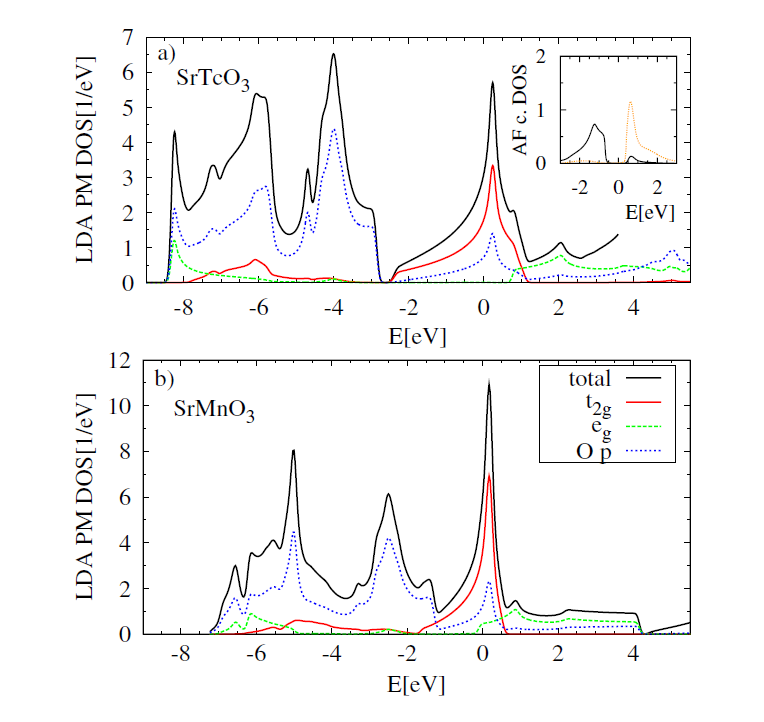 LDA PM DOS[1/eV]
7
6
5
4
3
2
1
0
a)
SrTcO3
AF c. DOS
2
1
0
-2 0 2
E[eV]
-8 -6 -4 -2 0 2 4
E[eV]
LDA PM DOS[1/eV]
12
10
8
6
4
2
0
b)
SrMnO3
total
t2g
eg
O p
-8 -6 -4 -2 0 2 4
E[eV]